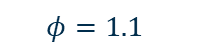 ϕ = 1.1